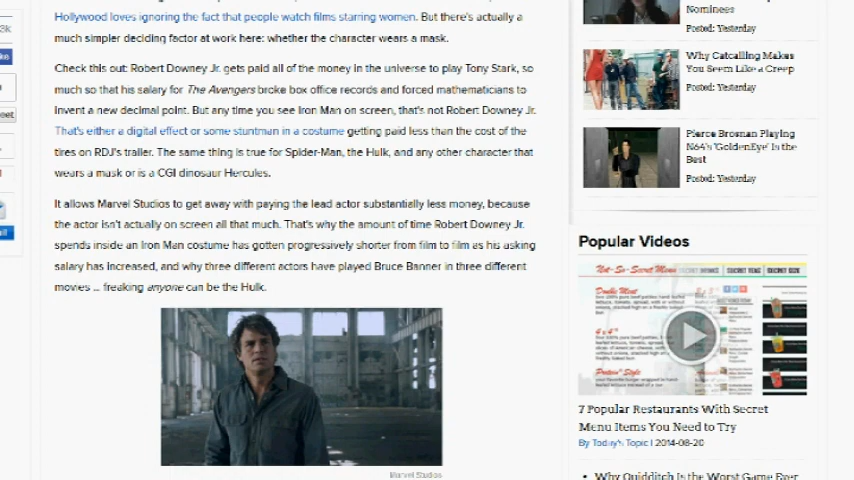 Hollywood loves ignoring the fact that people watch films starring women. But there's actually a
much simpler deciding factor at work here: whether the character wears a mask.
Check this out: Robert Downey Jr. gets paid all of the money in the universe to play Tony Stark, so
much so that his salary for The Avengers broke box office records and forced mathematicians to
invent a new decimal point. But any time you see Iron Man on screen, that's not Robert Downey Jr.
That's either a digital effect or some stuntman in a costume getting paid less than the cost of the
tires on RDJ's trailer. The same thing is true for Spider-Man, the Hulk, and any other character that
wears a mask or is a CGI dinosaur Hercules.
It allows Marvel Studios to get away with paying the lead actor substantially less money, because
the actor isn't actually on screen all that much. That's why the amount of time Robert Downey Jr.
spends inside an Iron Man costume has gotten progressively shorter from film to film as his asking
salary has increased, and why three different actors have played Bruce Banner in three different
movies ... freaking anyone can be the Hulk.
Marvel Studios
Nominees
Posted: Yesterday
Why Catcalling Makes
You Seem Like a Creep
Posted: Yesterday
Pierce Brosnan Playing
N64's 'GoldenEye' Is the
Best
Posted: Yesterday
Popular Videos
Not-So-Secret Menu
Double Meat
4x4
Protein Style
7 Popular Restaurants With Secret
Menu Items You Need to Try
By Today's Topic | 2014-08-20
• Why Quidditch Is the Worst Game Ever